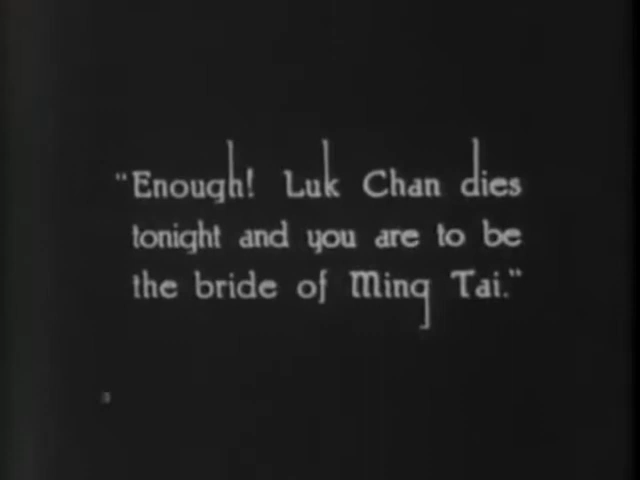 "Enough! Luk Chan dies
tonight and you are to be
the bride of Ming Tai."